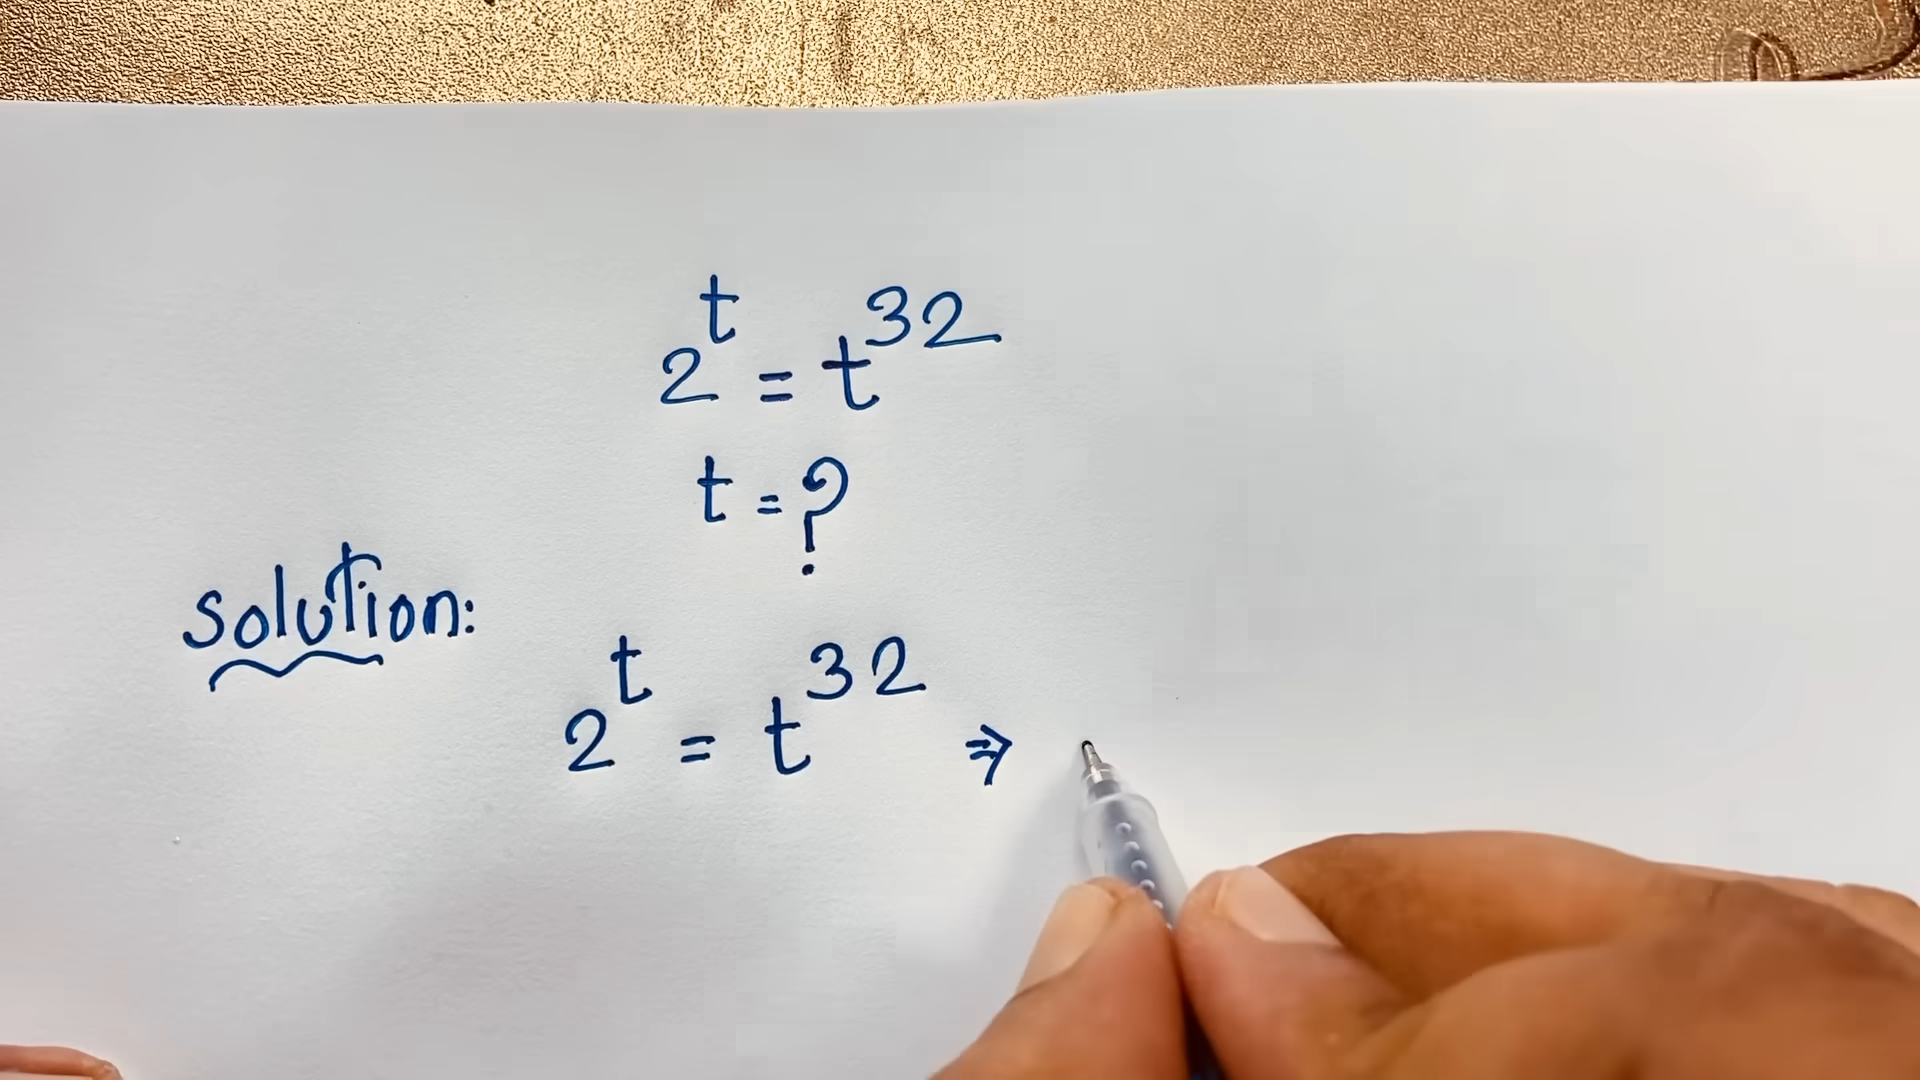 2^t = t^32
t = ?
Solution:
2^t = t^32 ⇒